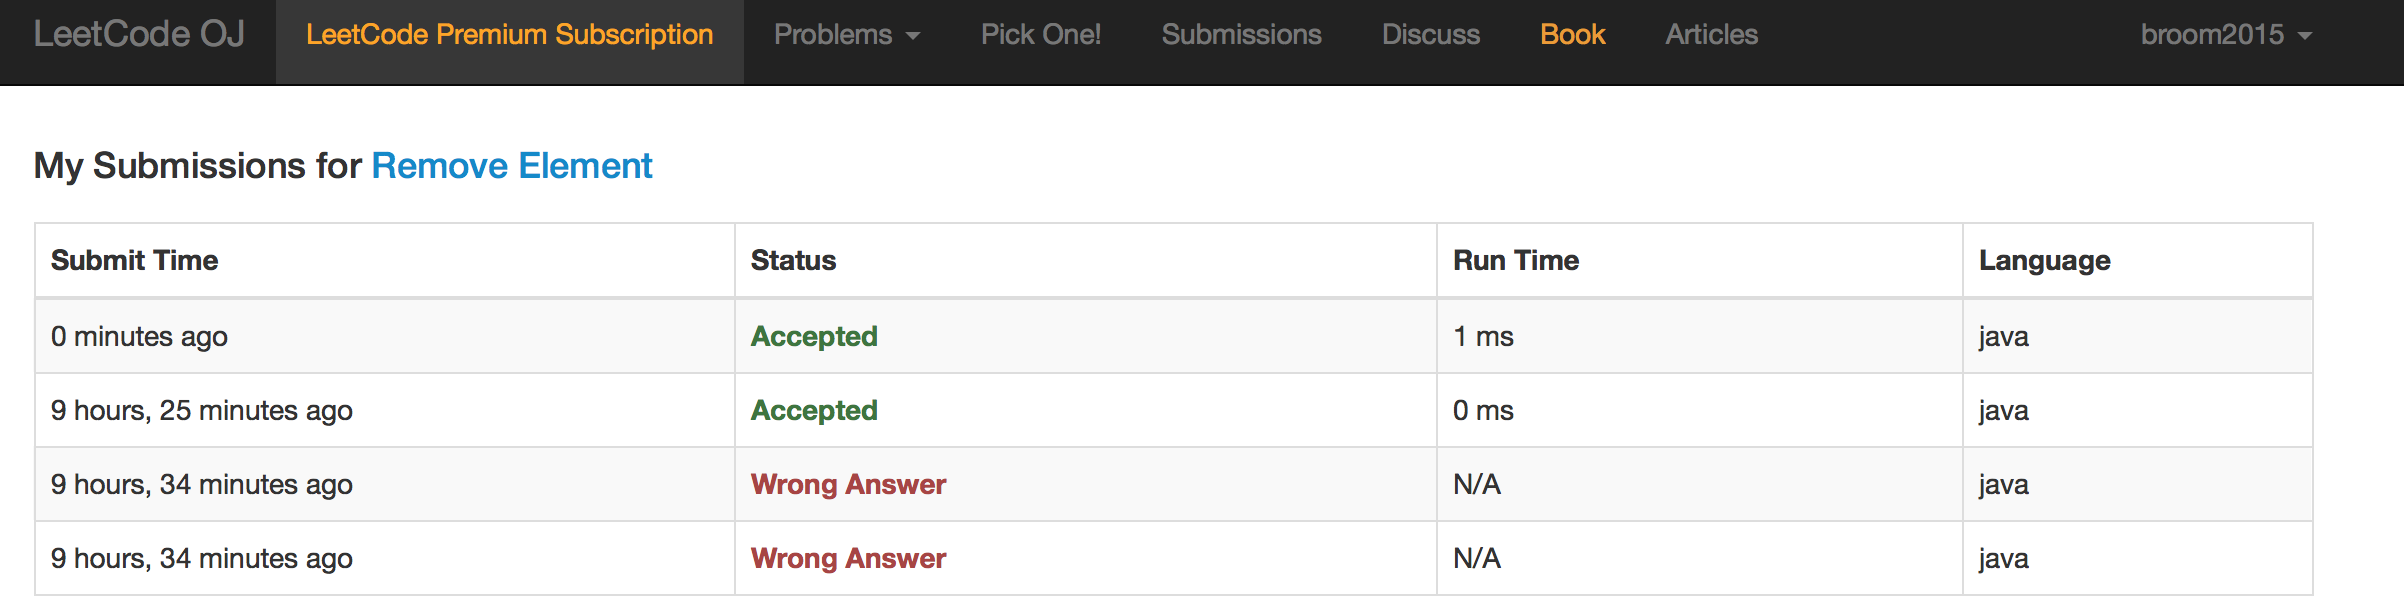 LeetCode OJ LeetCode Premium Subscription Problems Pick One! Submissions Discuss Book Articles broom2015
My Submissions for Remove Element
Submit Time Status Run Time Language
0 minutes ago Accepted 1 ms java
9 hours, 25 minutes ago Accepted 0 ms java
9 hours, 34 minutes ago Wrong Answer N/A java
9 hours, 34 minutes ago Wrong Answer N/A java